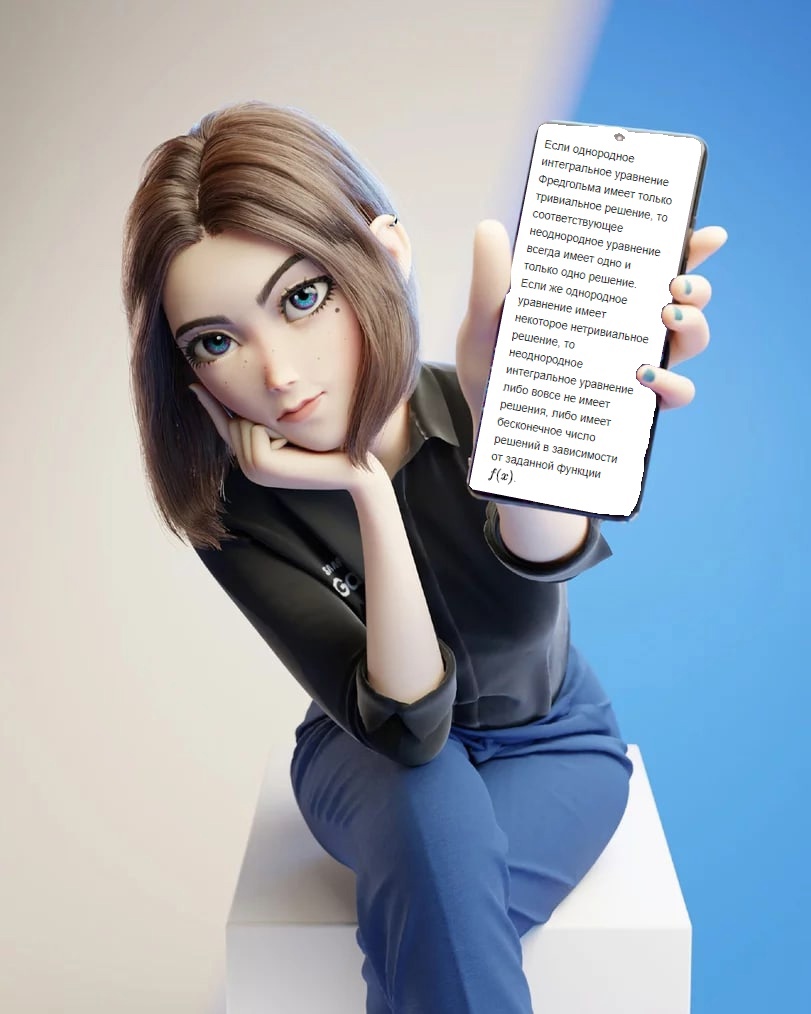 Если однородное
интегральное уравнение
Фредгольма имеет только
тривиальное решение, то
соответствующее
неоднородное уравнение
всегда имеет одно и
только одно решение.
Если же однородное
уравнение имеет
некоторое нетривиальное
решение, то
неоднородное
интегральное уравнение
либо вовсе не имеет
решения, либо имеет
бесконечное число
решений в зависимости
от заданной функции
f(x).